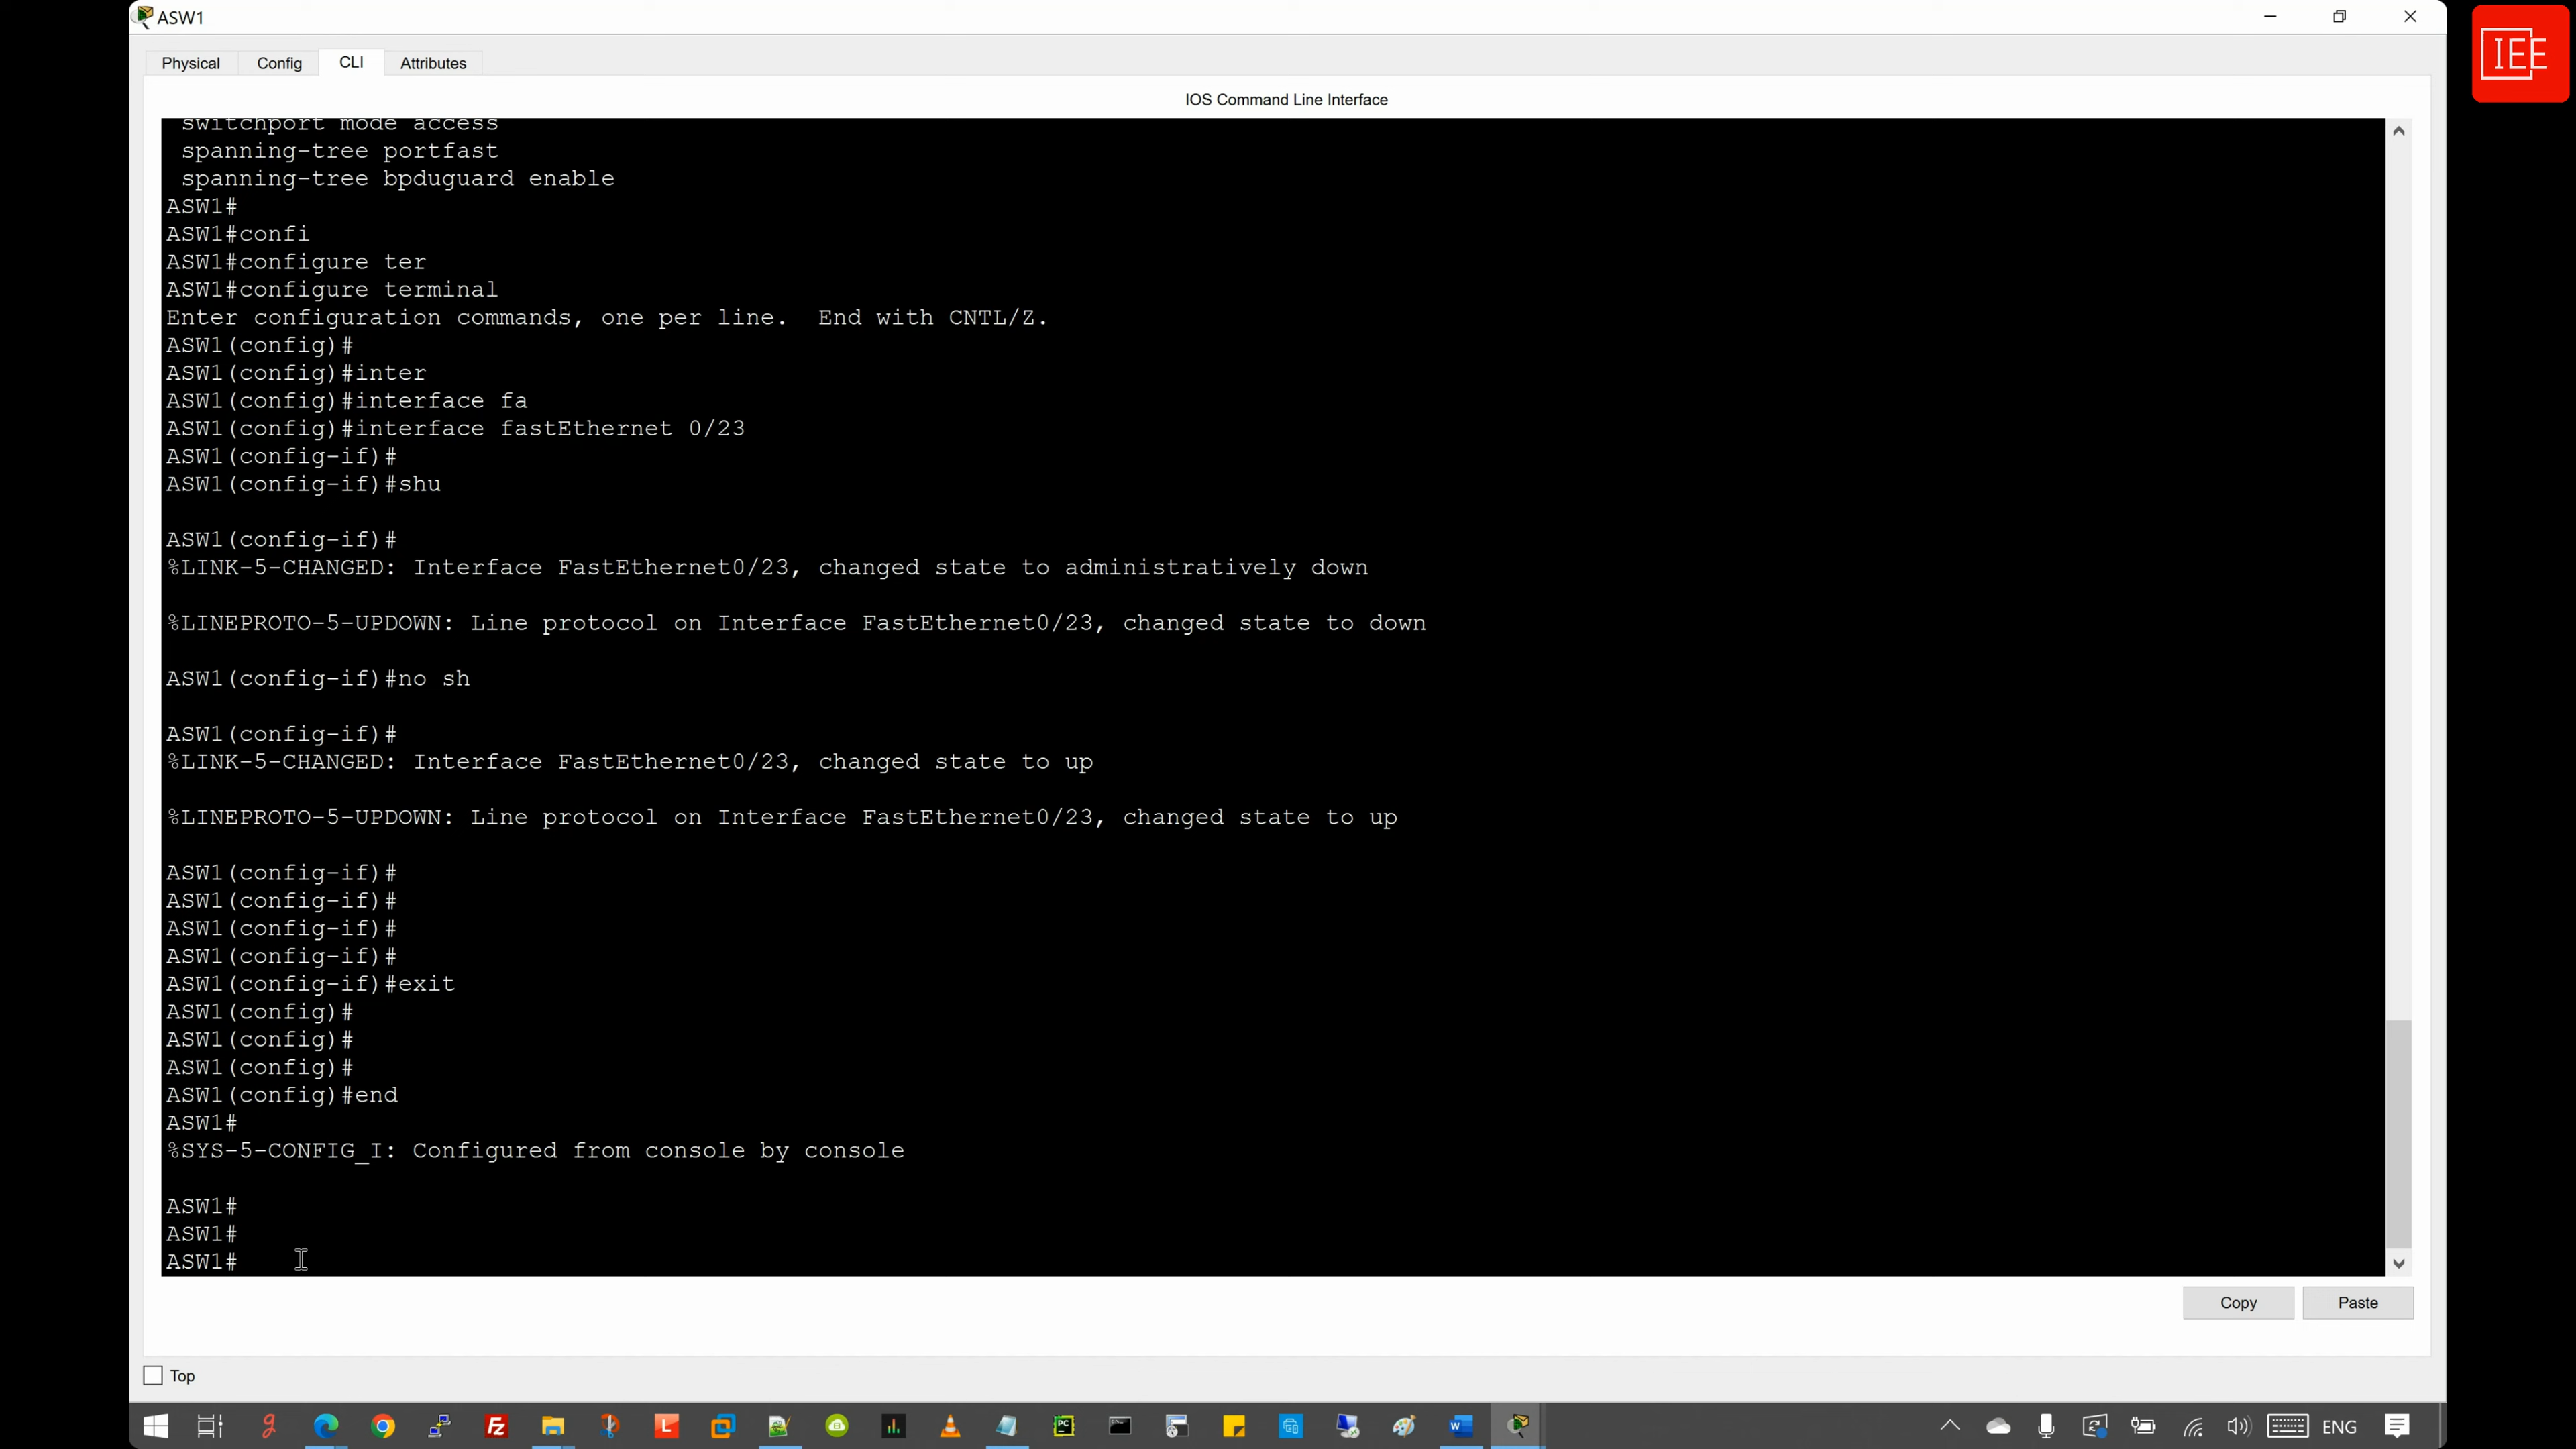 ASW1
IEE
Physical Config CLI Attributes
IOS Command Line Interface
switchport mode access
spanning-tree portfast
spanning-tree bpduguard enable
ASW1#
ASW1#confi
ASW1#configure ter
ASW1#configure terminal
Enter configuration commands, one per line.  End with CNTL/Z.
ASW1(config)#
ASW1(config)#inter
ASW1(config)#interface fa
ASW1(config)#interface fastEthernet 0/23
ASW1(config-if)#
ASW1(config-if)#shu
ASW1(config-if)#
%LINK-5-CHANGED: Interface FastEthernet0/23, changed state to administratively down
%LINEPROTO-5-UPDOWN: Line protocol on Interface FastEthernet0/23, changed state to down
ASW1(config-if)#no sh
ASW1(config-if)#
%LINK-5-CHANGED: Interface FastEthernet0/23, changed state to up
%LINEPROTO-5-UPDOWN: Line protocol on Interface FastEthernet0/23, changed state to up
ASW1(config-if)#
ASW1(config-if)#
ASW1(config-if)#
ASW1(config-if)#
ASW1(config-if)#exit
ASW1(config)#
ASW1(config)#
ASW1(config)#
ASW1(config)#end
ASW1#
%SYS-5-CONFIG_I: Configured from console by console
ASW1#
ASW1#
ASW1#
Copy Paste
Top
ENG